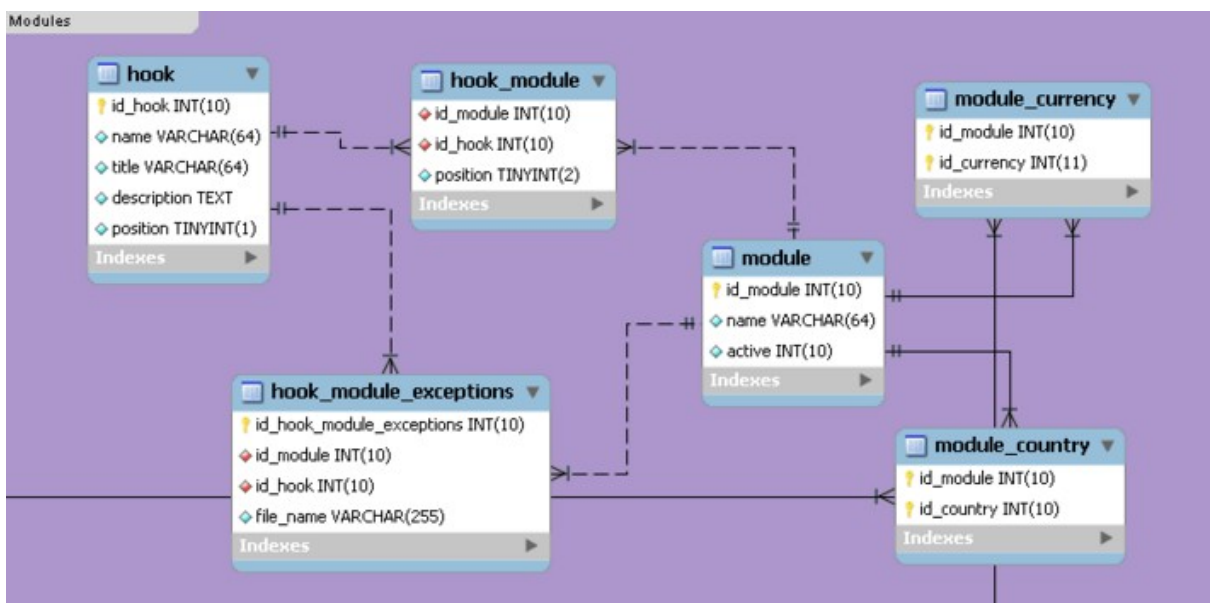 Modules
hook
id_hook INT(10)
name VARCHAR(64)
title VARCHAR(64)
description TEXT
position TINYINT(1)
Indexes
hook_module
id_module INT(10)
id_hook INT(10)
position TINYINT(2)
Indexes
module_currency
id_module INT(10)
id_currency INT(11)
Indexes
module
id_module INT(10)
name VARCHAR(64)
active INT(10)
Indexes
hook_module_exceptions
id_hook_module_exceptions INT(10)
id_module INT(10)
id_hook INT(10)
file_name VARCHAR(255)
Indexes
module_country
id_module INT(10)
id_country INT(10)
Indexes